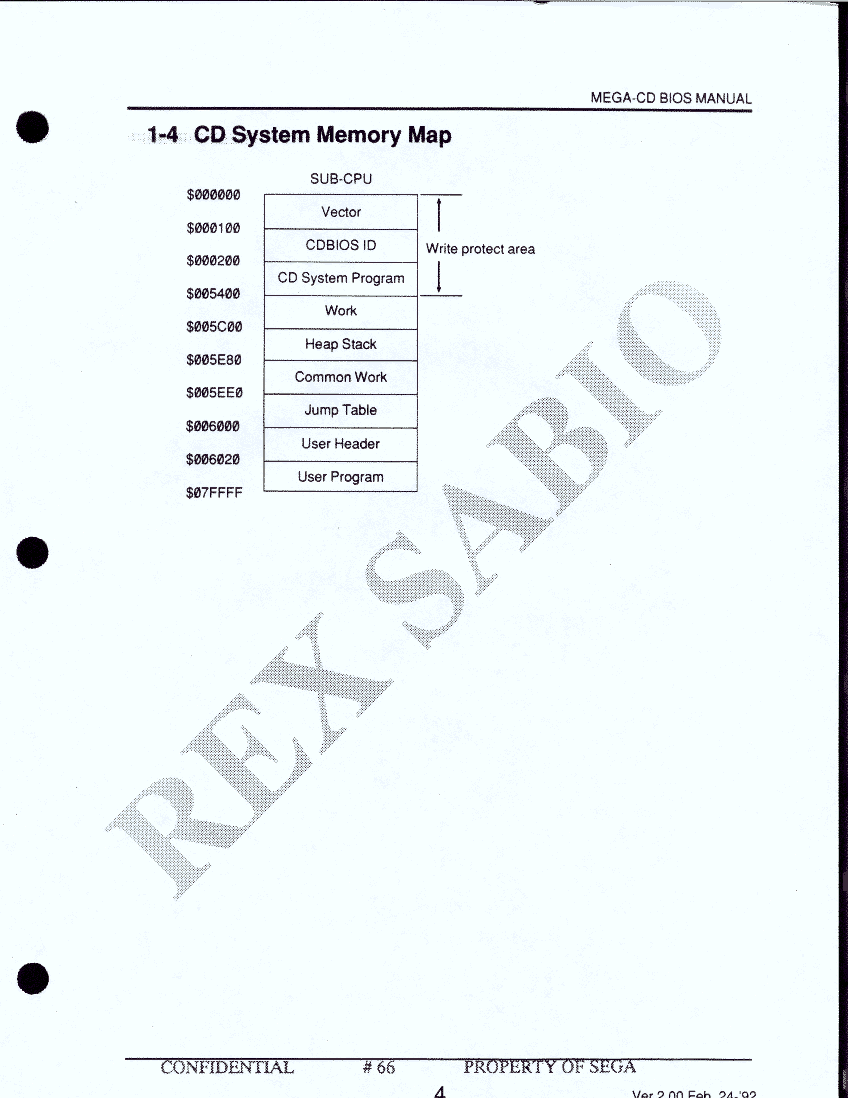 MEGA-CD BIOS MANUAL
1-4 CD System Memory Map
SUB-CPU
$000000
Vector
$000100
CDBIOS ID
Write protect area
$000200
CD System Program
$005400
Work
$005C00
Heap Stack
$005E80
Common Work
$005EE0
Jump Table
$006000
User Header
$006020
User Program
$07FFFF
REX SABIO
CONFIDENTIAL # 66 PROPERTY OF SEGA
4
Ver 2.00 Feb. 24-'92